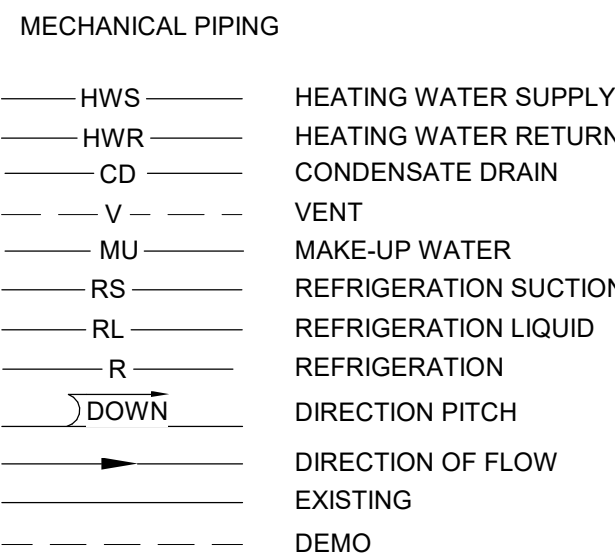 MECHANICAL PIPING
HWS HEATING WATER SUPPLY
HWR HEATING WATER RETURN
CD CONDENSATE DRAIN
V VENT
MU MAKE-UP WATER
RS REFRIGERATION SUCTION
RL REFRIGERATION LIQUID
R REFRIGERATION
DOWN DIRECTION PITCH
DIRECTION OF FLOW
EXISTING
DEMO